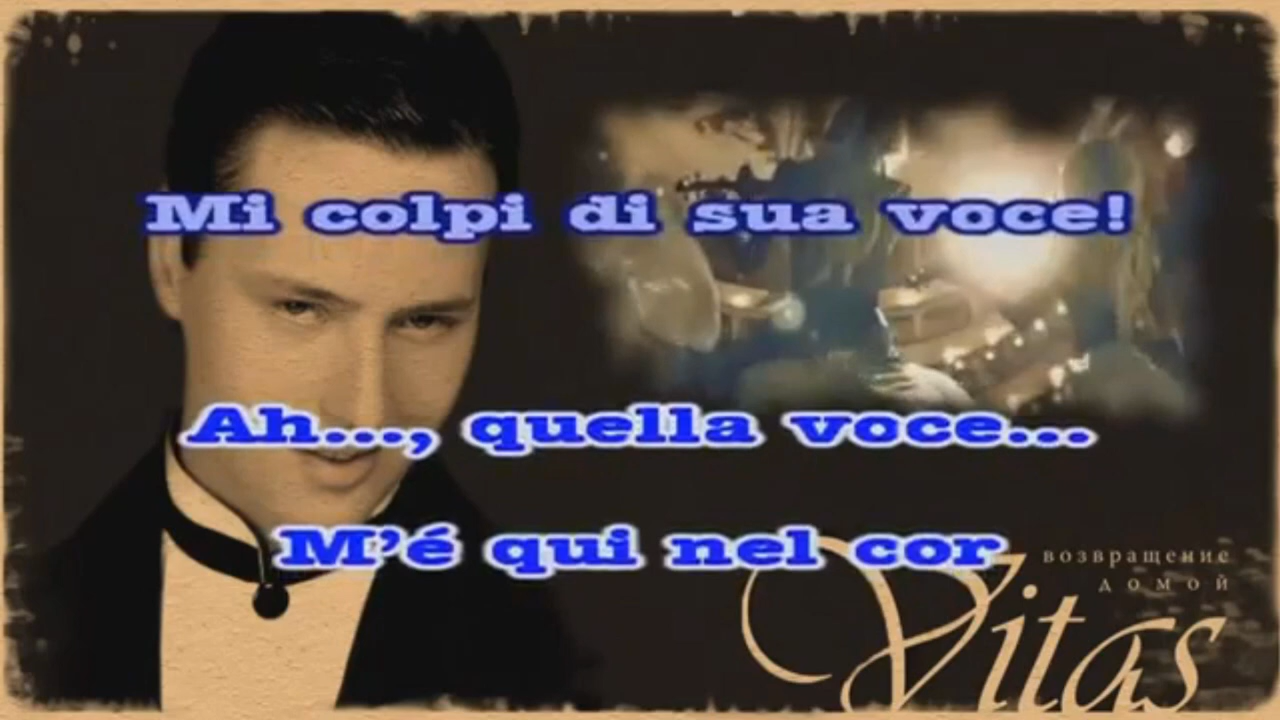 Mi colpi di sua voce!
Ah..., quella voce...
M'é qui nel cor
возвращение
домой
Vitas